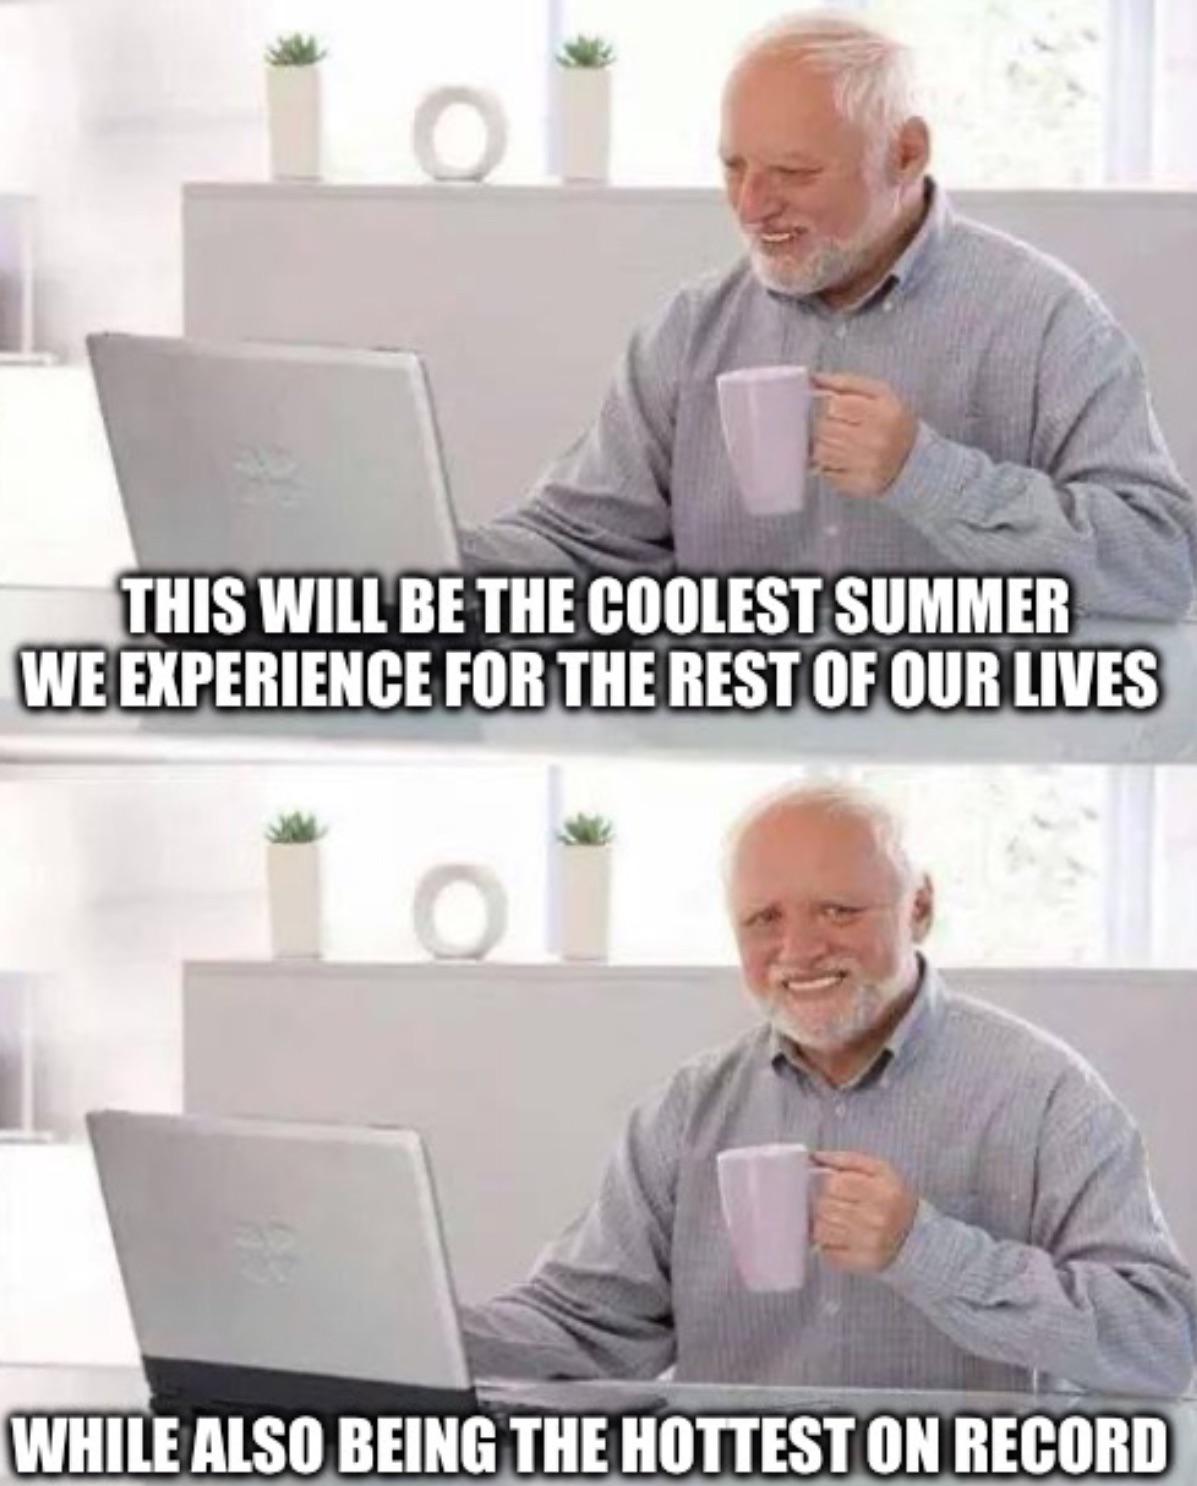 THIS WILL BE THE COOLEST SUMMER
WE EXPERIENCE FOR THE REST OF OUR LIVES
WHILE ALSO BEING THE HOTTEST ON RECORD